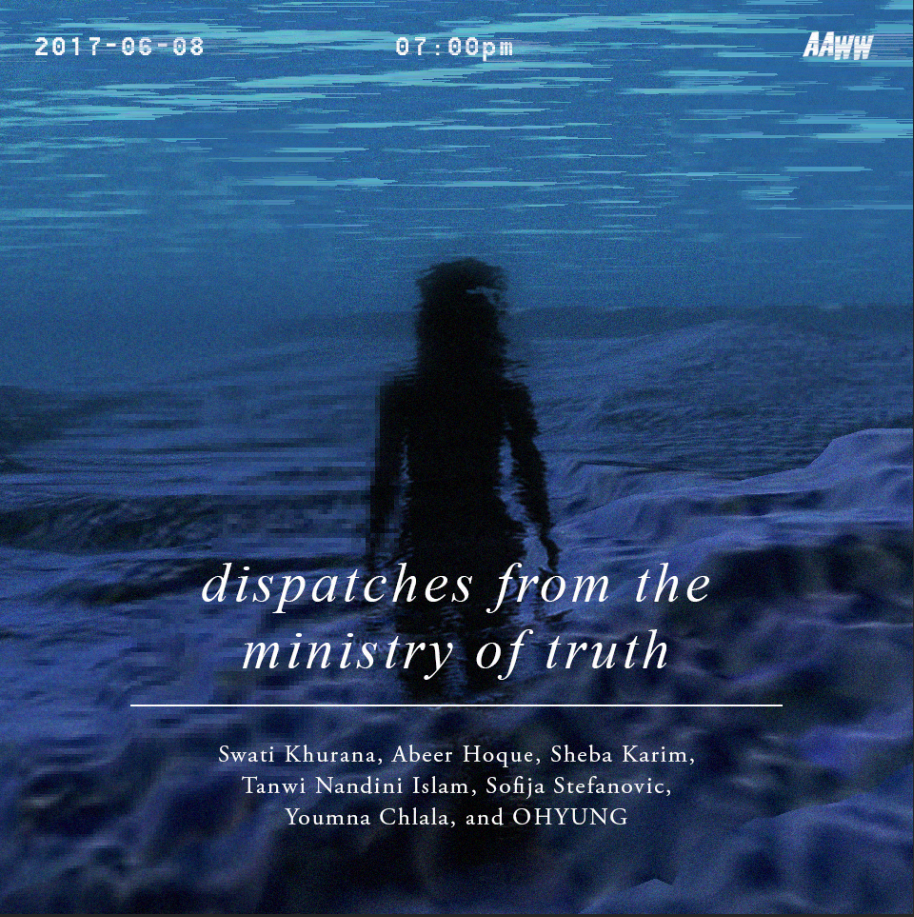 2017-06-08 07:00pm AAWW
dispatches from the
ministry of truth
Swati Khurana, Abeer Hoque, Sheba Karim,
Tanwi Nandini Islam, Sofija Stefanovic,
Youmna Chlala, and OHYUNG